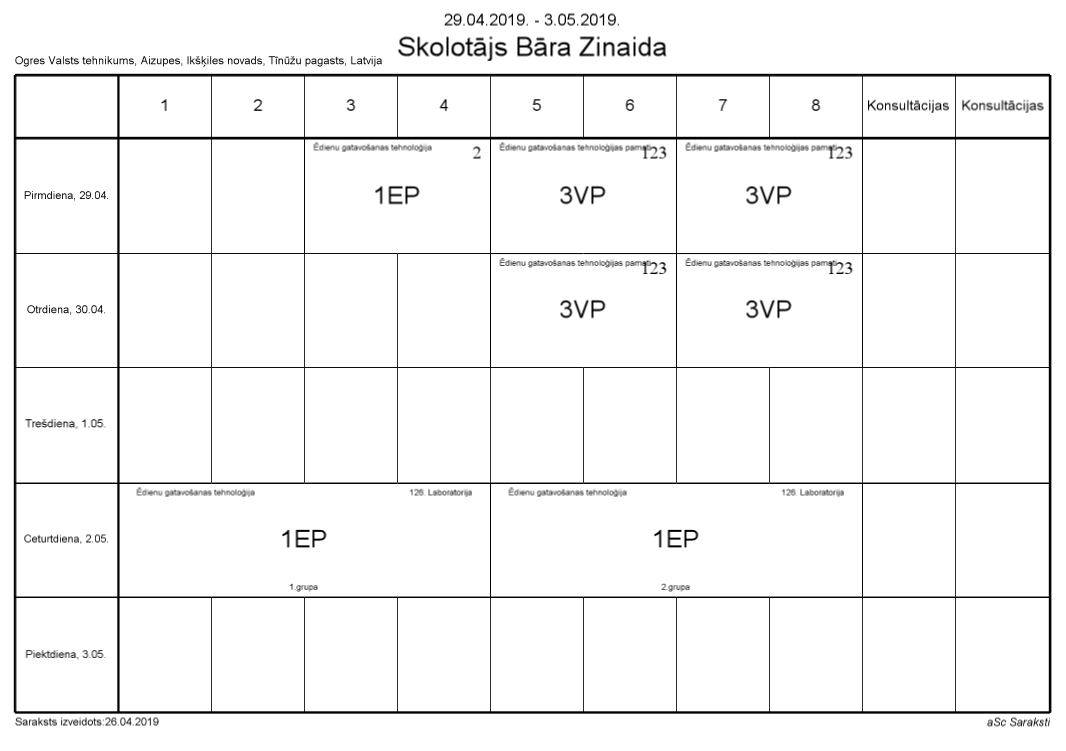 29.04.2019. - 3.05.2019.
Skolotājs Bāra Zinaida
Ogres Valsts tehnikums, Aizupes, Ikšķiles novads, Tīnūžu pagasts, Latvija
1 2 3 4 5 6 7 8 Konsultācijas Konsultācijas
Ēdienu gatavošanas tehnoloģija 2 Ēdienu gatavošanas tehnoloģijas pamati 123 Ēdienu gatavošanas tehnoloģijas pamati 123
Pirmdiena, 29.04. 1EP 3VP 3VP
Ēdienu gatavošanas tehnoloģijas pamati 123 Ēdienu gatavošanas tehnoloģijas pamati 123
Otrdiena, 30.04. 3VP 3VP
Trešdiena, 1.05.
Ēdienu gatavošanas tehnoloģija 126. Laboratorija Ēdienu gatavošanas tehnoloģija 126. Laboratorija
Ceturtdiena, 2.05. 1EP 1EP
1.grupa 2.grupa
Piektdiena, 3.05.
Saraksts izveidots:26.04.2019 aSc Saraksti